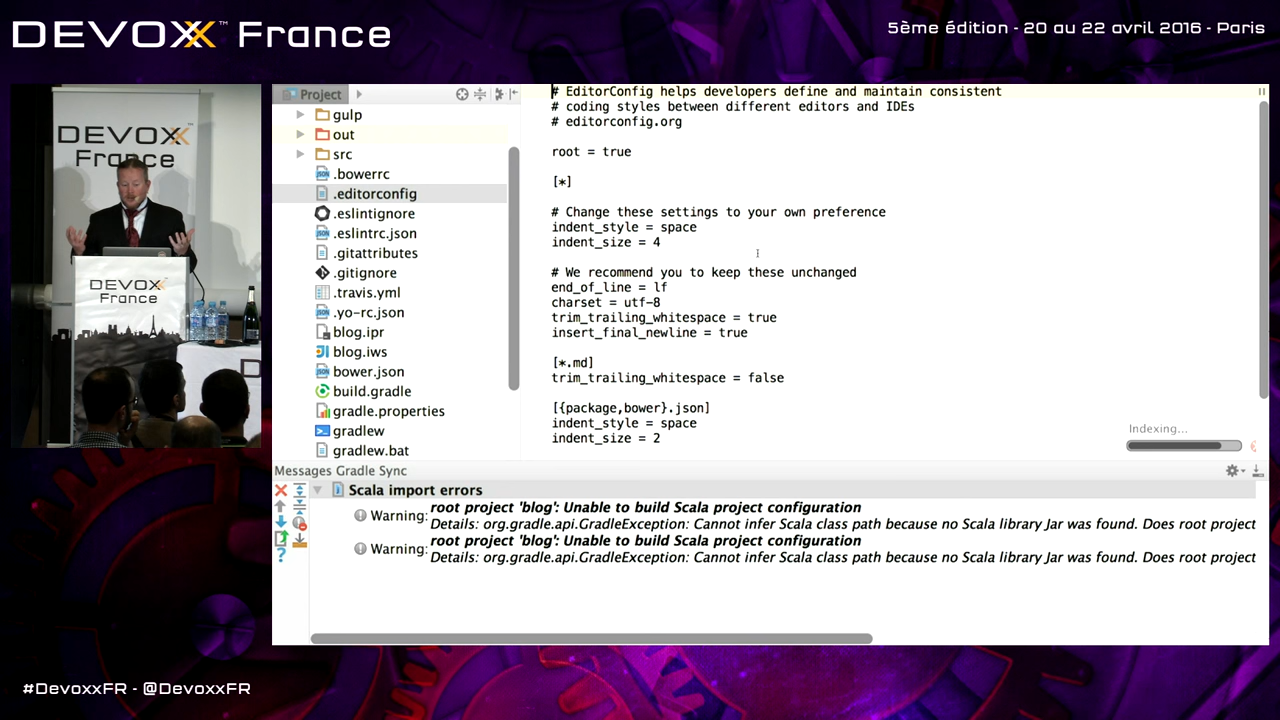 DEVOXX™ France
5ème édition - 20 au 22 avril 2016 - Paris
DEVOXX™
France
DEVOXX™
France
D
Project
gulp
out
src
.bowerrc
.editorconfig
.eslintignore
.eslintrc.json
.gitattributes
.gitignore
.travis.yml
.yo-rc.json
blog.ipr
blog.iws
bower.json
build.gradle
gradle.properties
gradlew
gradlew.bat
# EditorConfig helps developers define and maintain consistent
# coding styles between different editors and IDEs
# editorconfig.org
root = true
[*]
# Change these settings to your own preference
indent_style = space
indent_size = 4
# We recommend you to keep these unchanged
end_of_line = lf
charset = utf-8
trim_trailing_whitespace = true
insert_final_newline = true
[*.md]
trim_trailing_whitespace = false
[{package,bower}.json]
indent_style = space
indent_size = 2
Indexing...
Messages Gradle Sync
Scala import errors
Warning: root project 'blog': Unable to build Scala project configuration
Details: org.gradle.api.GradleException: Cannot infer Scala class path because no Scala library Jar was found. Does root project
Warning: root project 'blog': Unable to build Scala project configuration
Details: org.gradle.api.GradleException: Cannot infer Scala class path because no Scala library Jar was found. Does root project
#DevoxxFR - @DevoxxFR